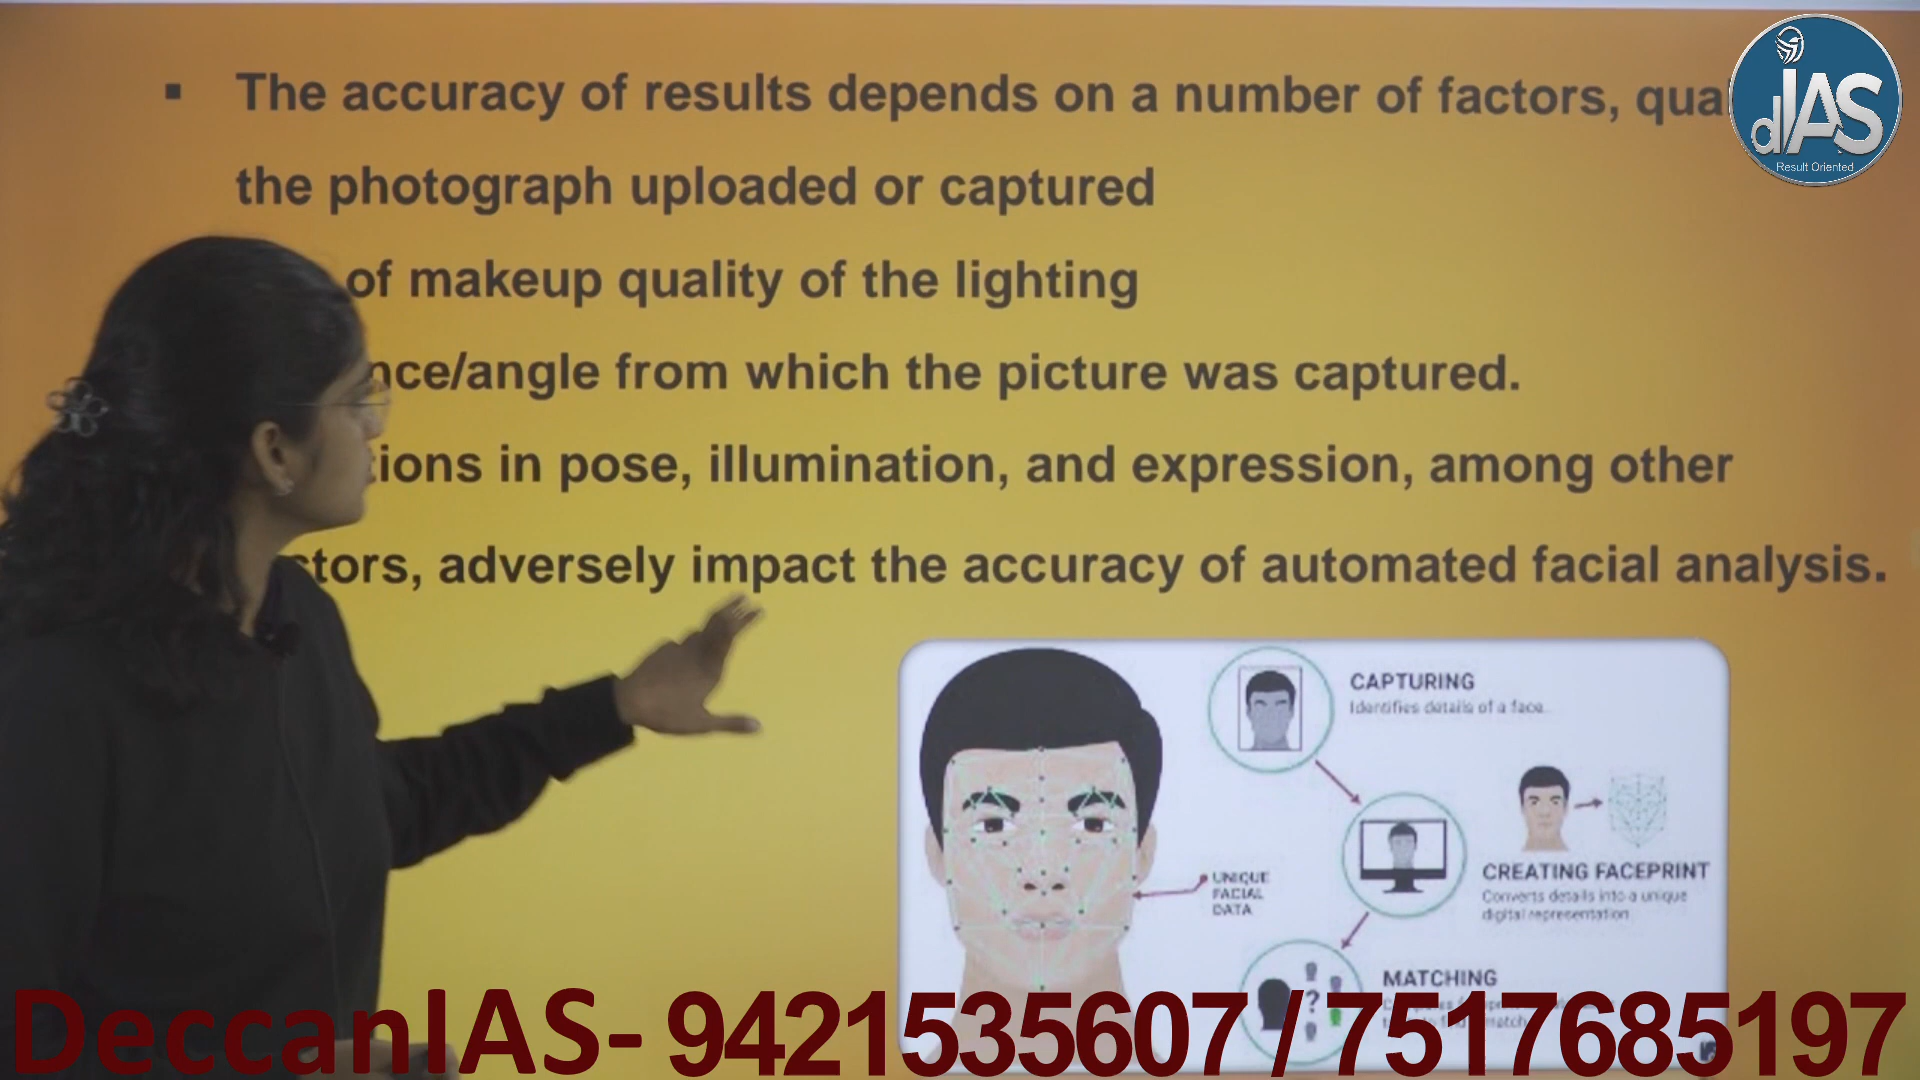 ▪ The accuracy of results depends on a number of factors, qua
the photograph uploaded or captured
of makeup quality of the lighting
nce/angle from which the picture was captured.
tions in pose, illumination, and expression, among other
ctors, adversely impact the accuracy of automated facial analysis.
dIAS
Result Oriented
CAPTURING
Identifies details of a face.
CREATING FACEPRINT
Converts details into a unique
digital representation
UNIQUE
FACIAL
DATA
MATCHING
?
DeccanIAS- 9421535607 / 7517685197